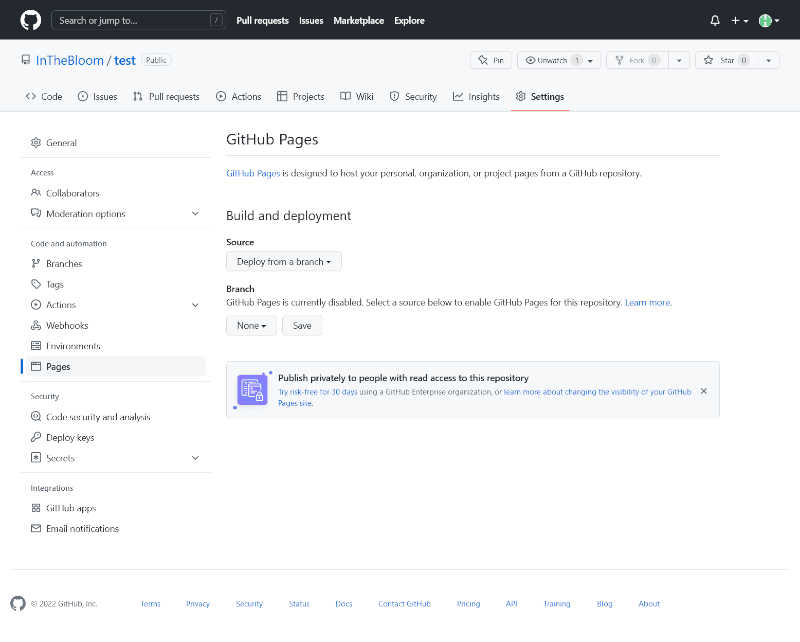 Search or jump to... /
Pull requests Issues Marketplace Explore
InTheBloom / test Public
Pin Unwatch 1 Fork 0 Star 0
Code Issues Pull requests Actions Projects Wiki Security Insights Settings
General
Access
Collaborators
Moderation options
Code and automation
Branches
Tags
Actions
Webhooks
Environments
Pages
Security
Code security and analysis
Deploy keys
Secrets
Integrations
GitHub apps
Email notifications
GitHub Pages
GitHub Pages is designed to host your personal, organization, or project pages from a GitHub repository.
Build and deployment
Source
Deploy from a branch
Branch
GitHub Pages is currently disabled. Select a source below to enable GitHub Pages for this repository. Learn more.
None Save
Publish privately to people with read access to this repository
Try risk-free for 30 days using a GitHub Enterprise organization, or learn more about changing the visibility of your GitHub
Pages site.
© 2022 GitHub, Inc. Terms Privacy Security Status Docs Contact GitHub Pricing API Training Blog About